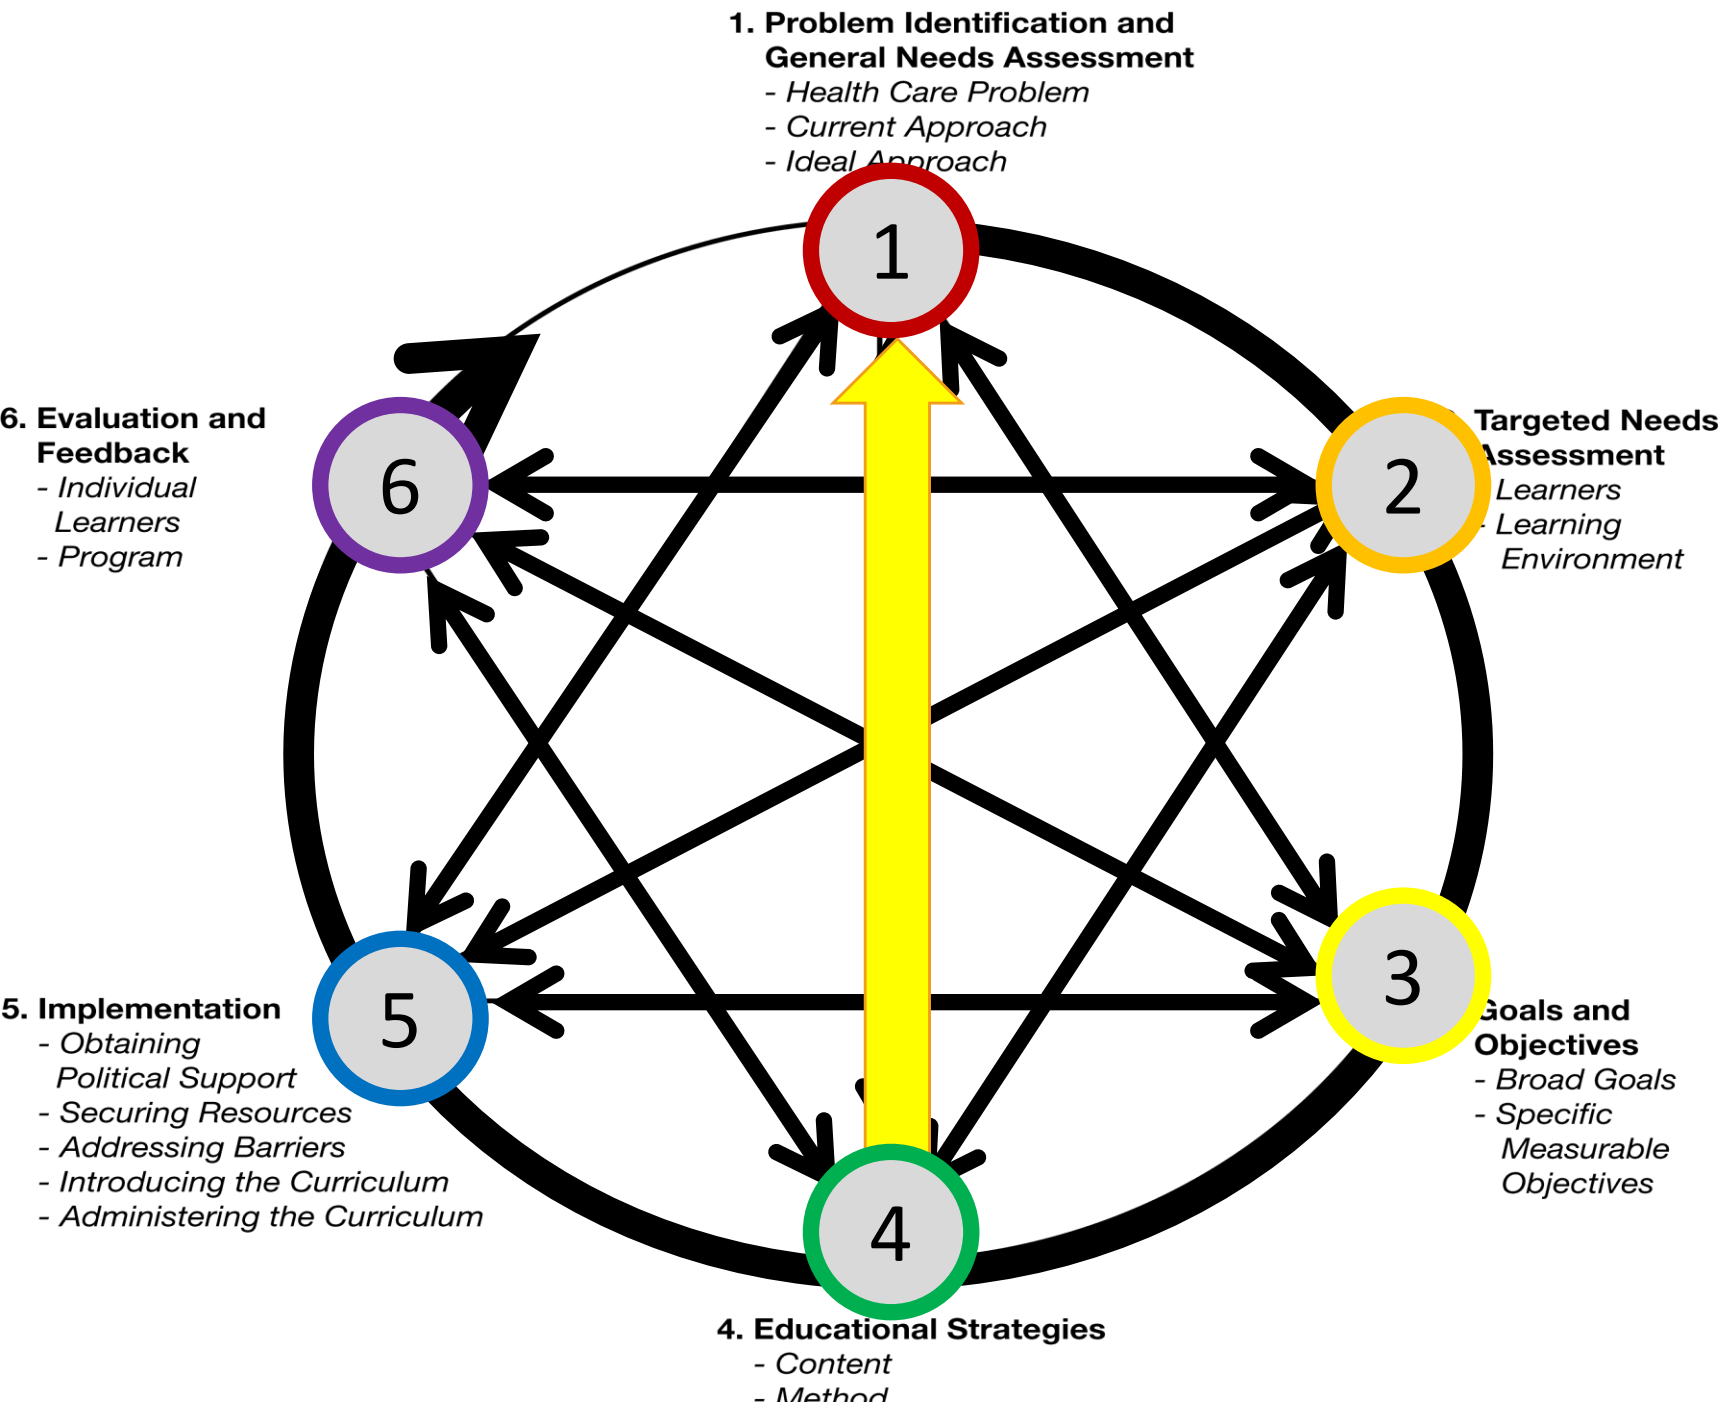 1. Problem Identification and
General Needs Assessment
- Health Care Problem
- Current Approach
- Ideal Approach
1
6. Evaluation and
Feedback
- Individual
Learners
- Program
6
2
Targeted Needs
Assessment
Learners
- Learning
Environment
5. Implementation
- Obtaining
Political Support
- Securing Resources
- Addressing Barriers
- Introducing the Curriculum
- Administering the Curriculum
5
3
Goals and
Objectives
- Broad Goals
- Specific
Measurable
Objectives
4
4. Educational Strategies
- Content
- Method